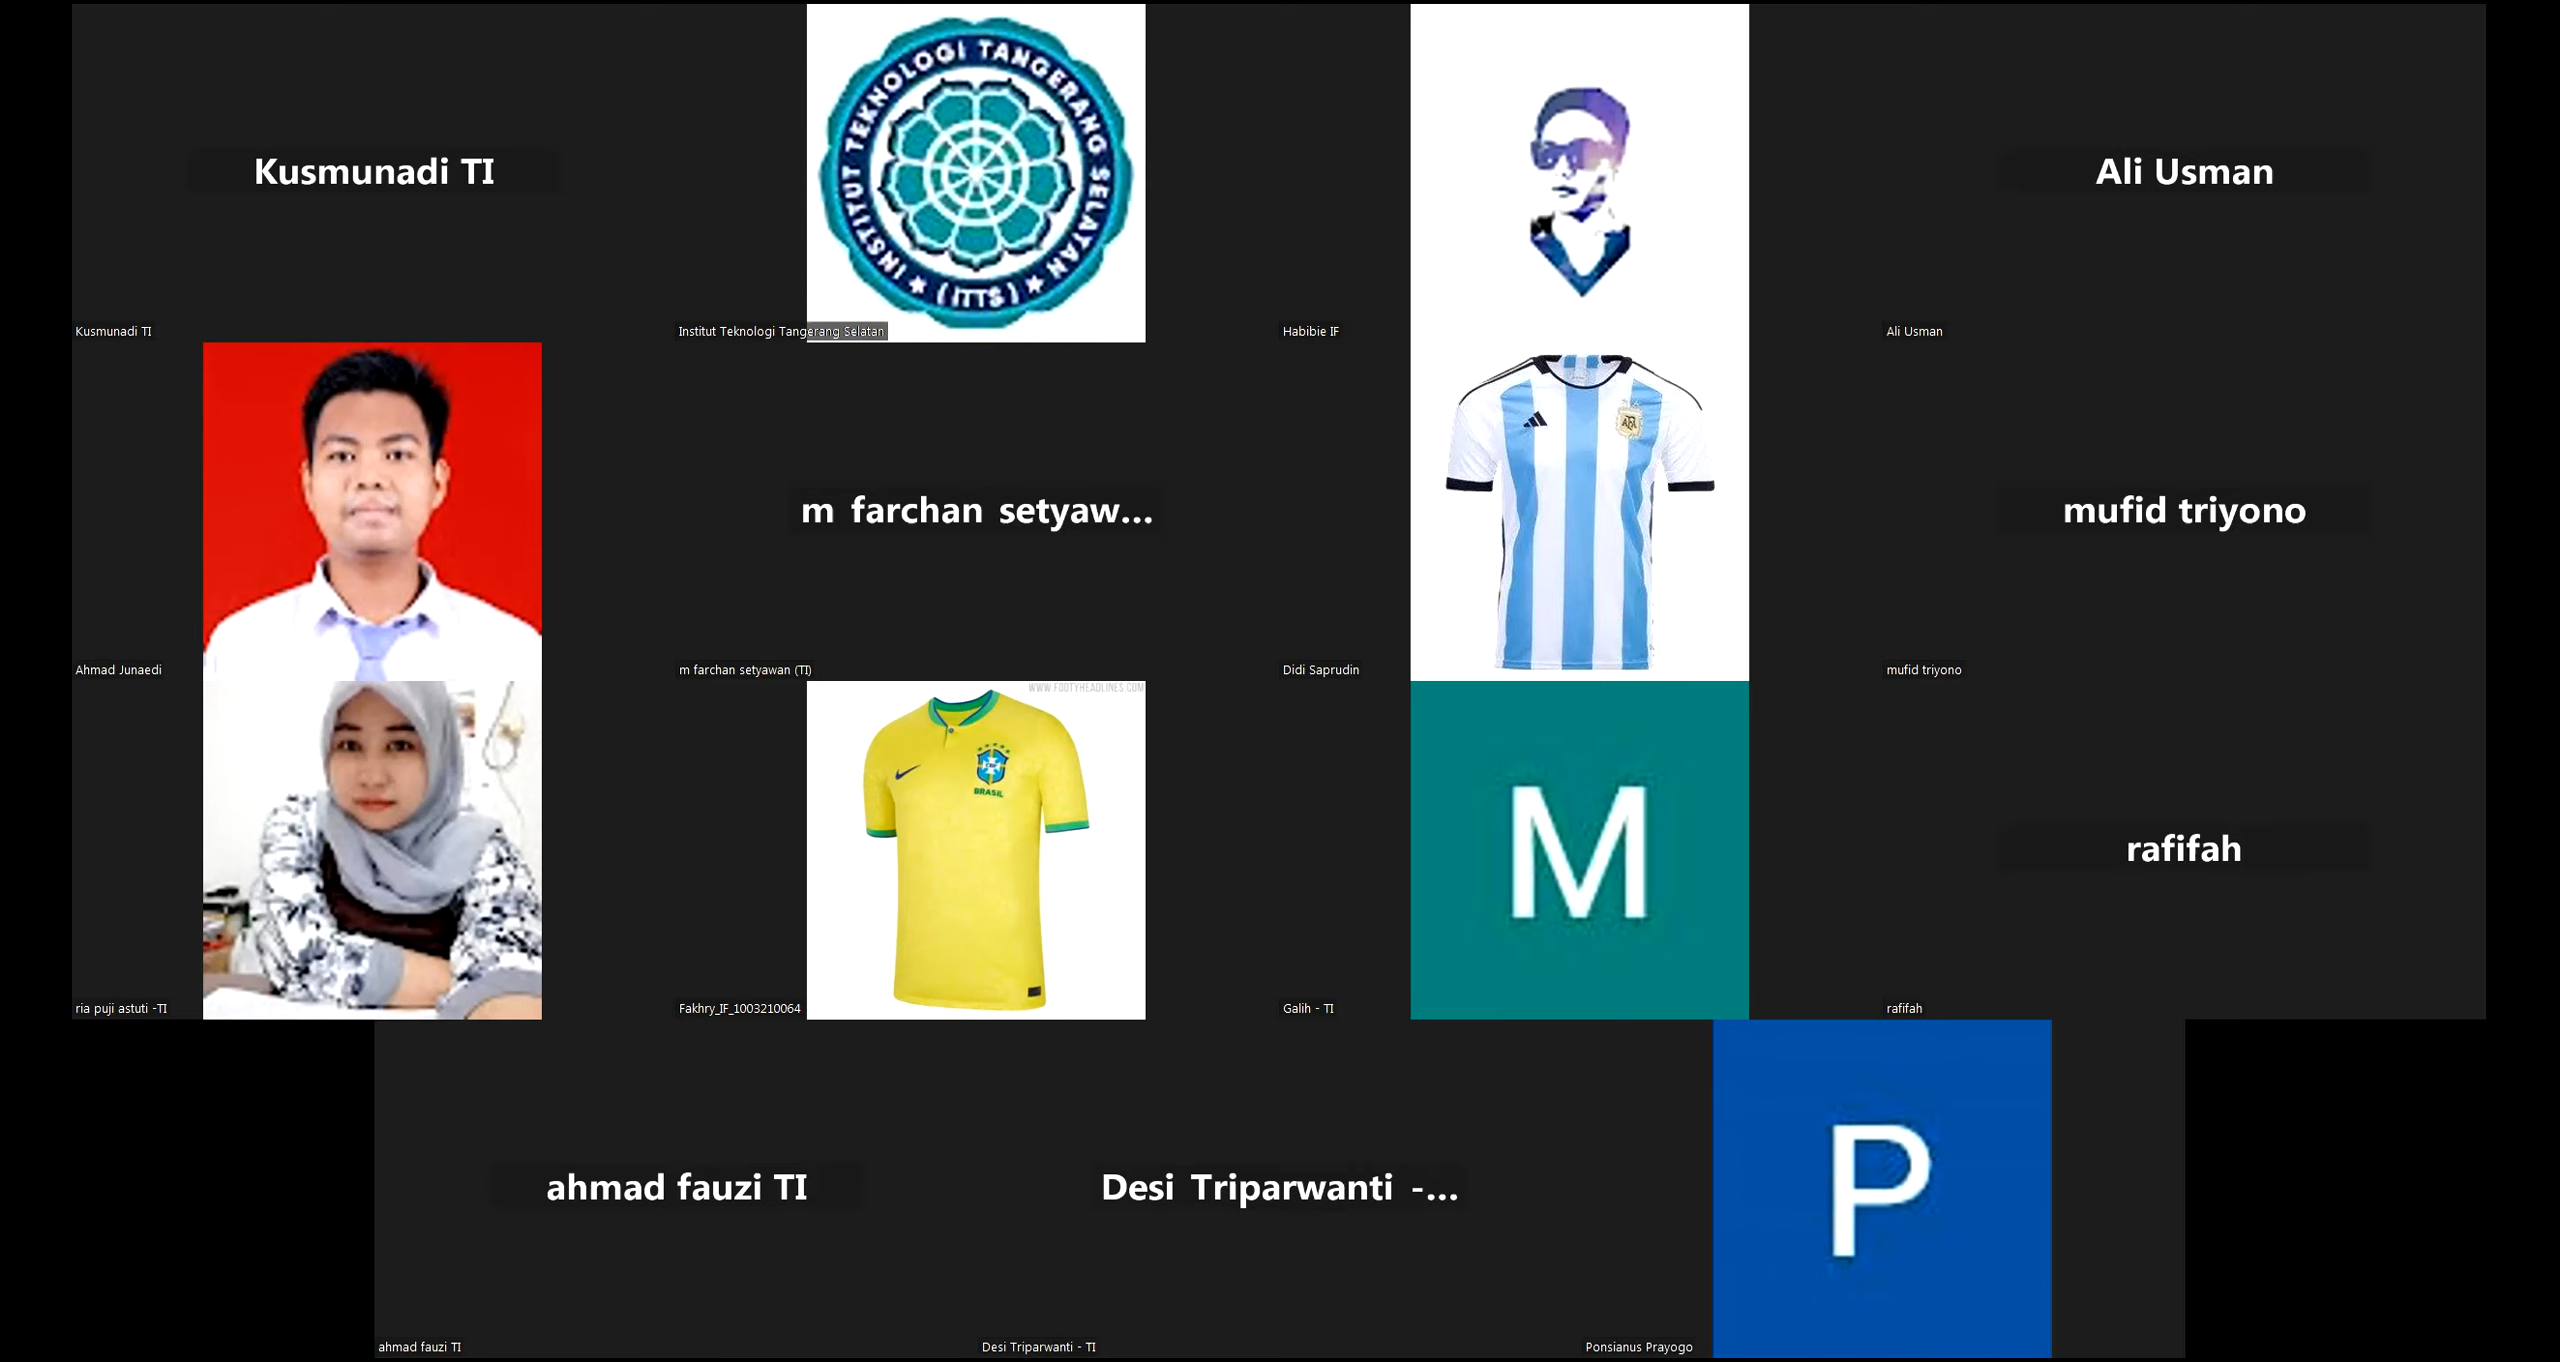 Kusmunadi TI
Kusmunadi TI
INSTITUT TEKNOLOGI TANGERANG SELATAN
(ITTS)
Institut Teknologi Tangerang Selatan
Habibie IF
Ali Usman
Ali Usman
Ahmad Junaedi
m farchan setyaw...
m farchan setyawan (TI)
AFA
Didi Saprudin
mufid triyono
mufid triyono
ria puji astuti -TI
WWW.FOOTYHEADLINES.COM
CBF
BRASIL
Fakhry_IF_1003210064
M
Galih - TI
rafifah
rafifah
ahmad fauzi TI
ahmad fauzi TI
Desi Triparwanti -...
Desi Triparwanti - TI
P
Ponsianus Prayogo